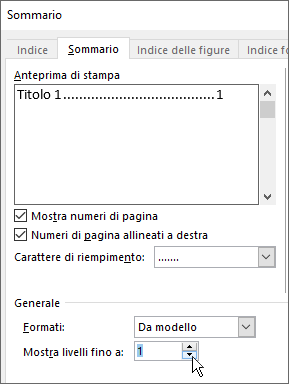 Sommario
Indice Sommario Indice delle figure Indice fo
Anteprima di stampa
Titolo 1........................................1
Mostra numeri di pagina
Numeri di pagina allineati a destra
Carattere di riempimento: .......
Generale
Formati: Da modello
Mostra livelli fino a: 1